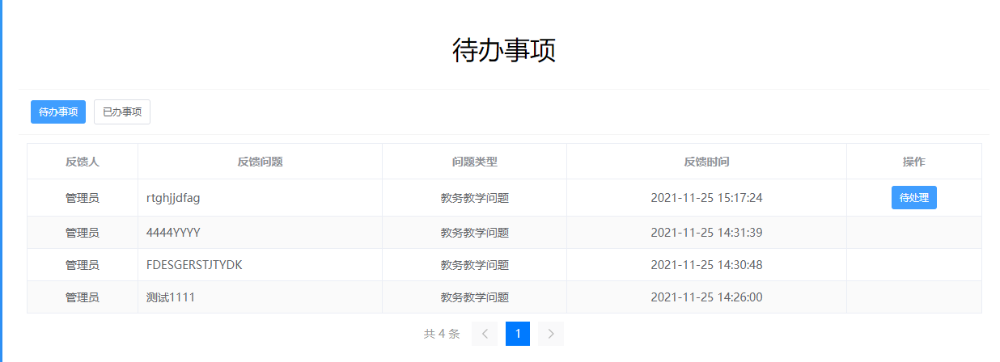 待办事项
待办事项 已办事项
反馈人 反馈问题 问题类型 反馈时间 操作
管理员 rtghjjdfag 教务教学问题 2021-11-25 15:17:24 待处理
管理员 4444YYYY 教务教学问题 2021-11-25 14:31:39
管理员 FDESGERSTJTYDK 教务教学问题 2021-11-25 14:30:48
管理员 测试1111 教务教学问题 2021-11-25 14:26:00
共 4 条 1